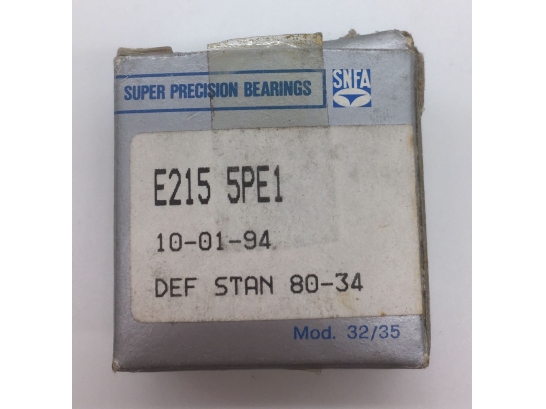 SUPER PRECISION BEARINGS SNFA
E215 5PE1
10-01-94
DEF STAN 80-34
Mod. 32/35